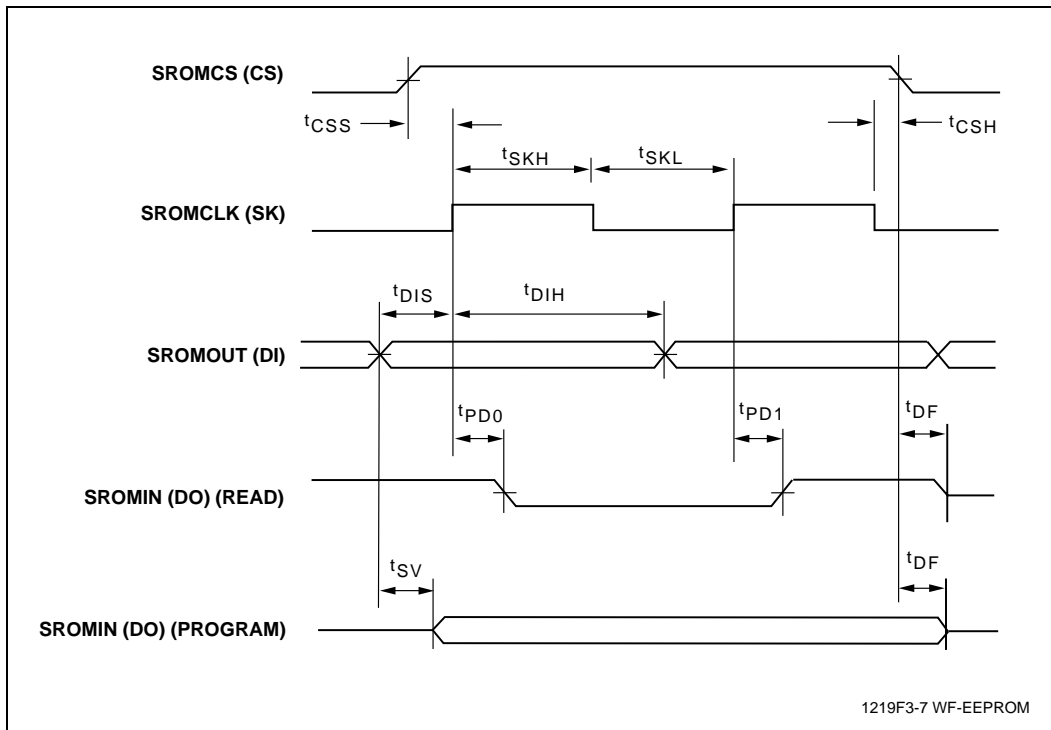 SROMCS (CS)
tCSS
tCSH
tSKH
tSKL
SROMCLK (SK)
tDIS
tDIH
SROMOUT (DI)
tPD0
tPD1
tDF
SROMIN (DO) (READ)
tSV
tDF
SROMIN (DO) (PROGRAM)
1219F3-7 WF-EEPROM